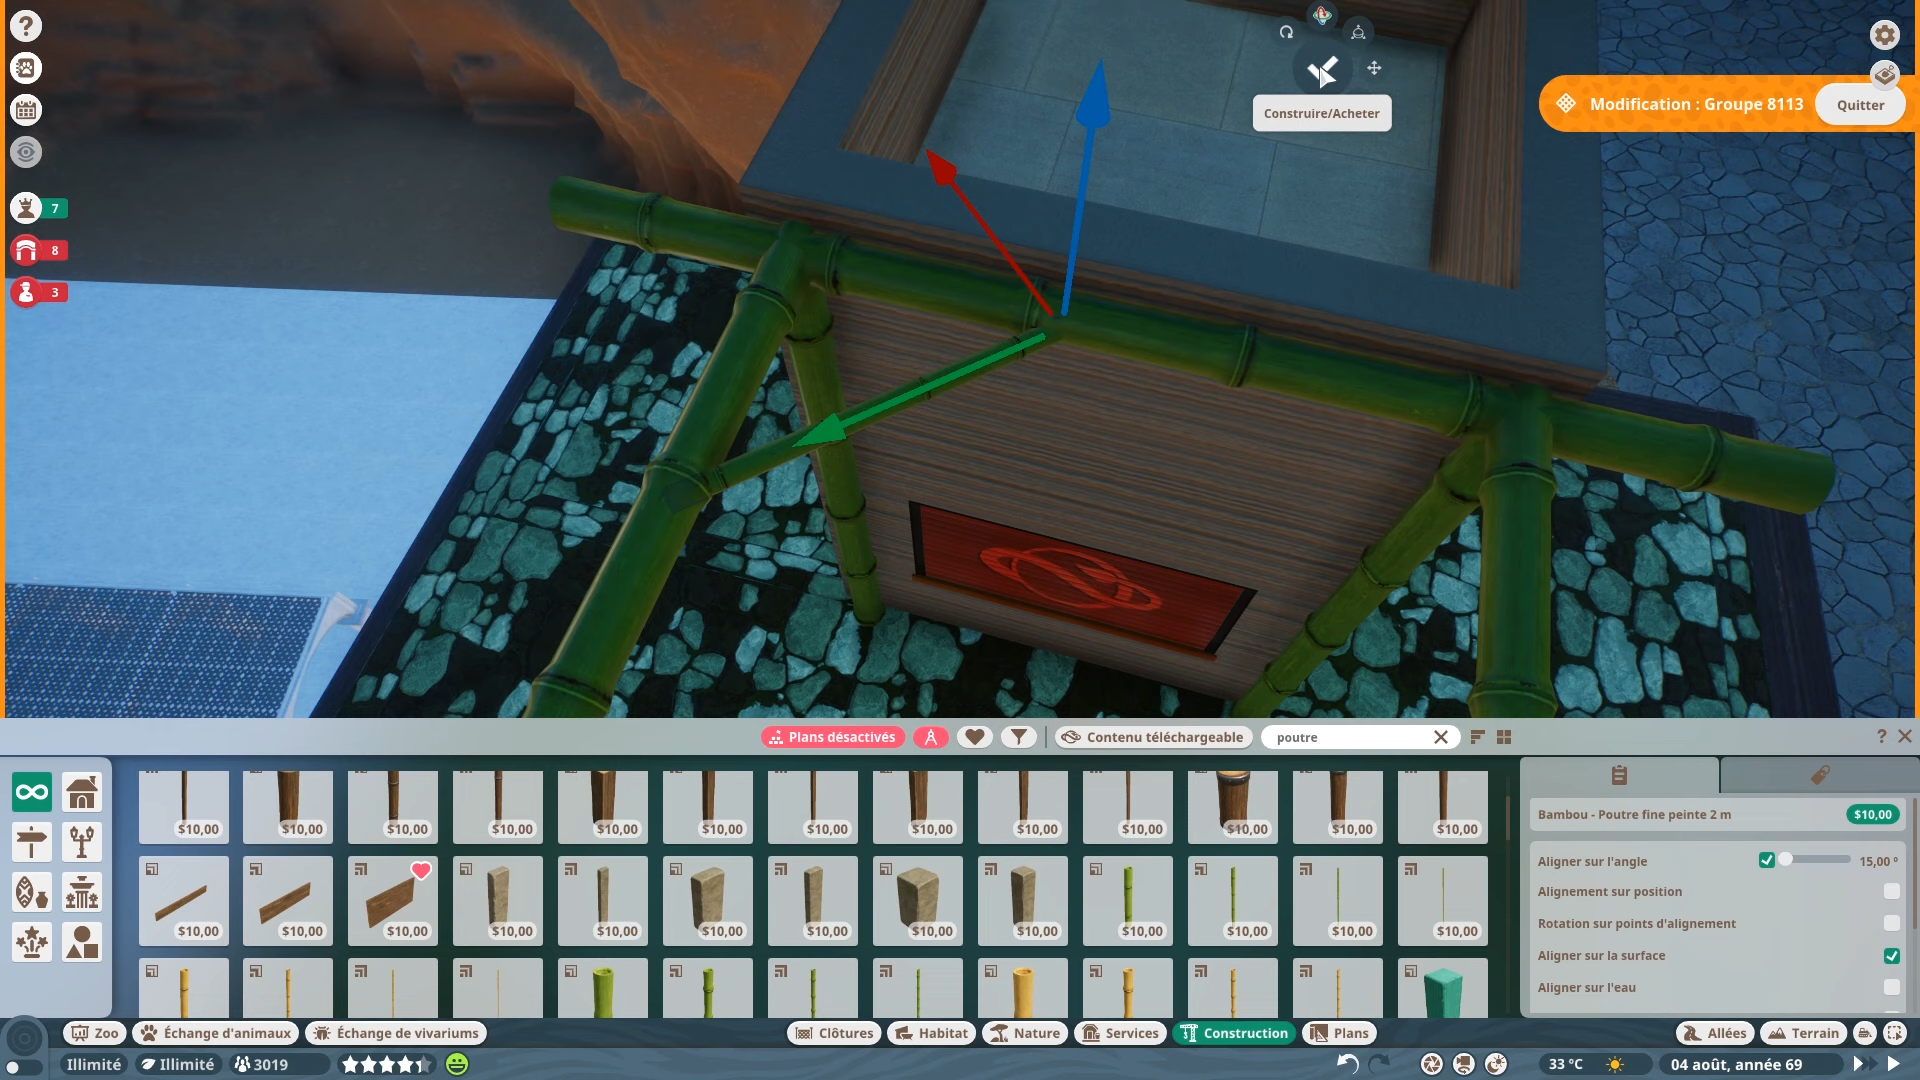 ?
7
8
3
Construire/Acheter
Modification : Groupe 8113
Quitter
Plans désactivés
Contenu téléchargeable
poutre
?
$10,00 $10,00 $10,00 $10,00 $10,00 $10,00 $10,00 $10,00 $10,00 $10,00 $10,00 $10,00 $10,00
$10,00 $10,00 $10,00 $10,00 $10,00 $10,00 $10,00 $10,00 $10,00 $10,00 $10,00 $10,00 $10,00
Bambou - Poutre fine peinte 2 m $10,00
Aligner sur l'angle 15,00 °
Alignement sur position
Rotation sur points d'alignement
Aligner sur la surface
Aligner sur l'eau
Zoo Échange d'animaux Échange de vivariums Clôtures Habitat Nature Services Construction Plans Allées Terrain
Illimité Illimité 3019 33 °C 04 août, année 69